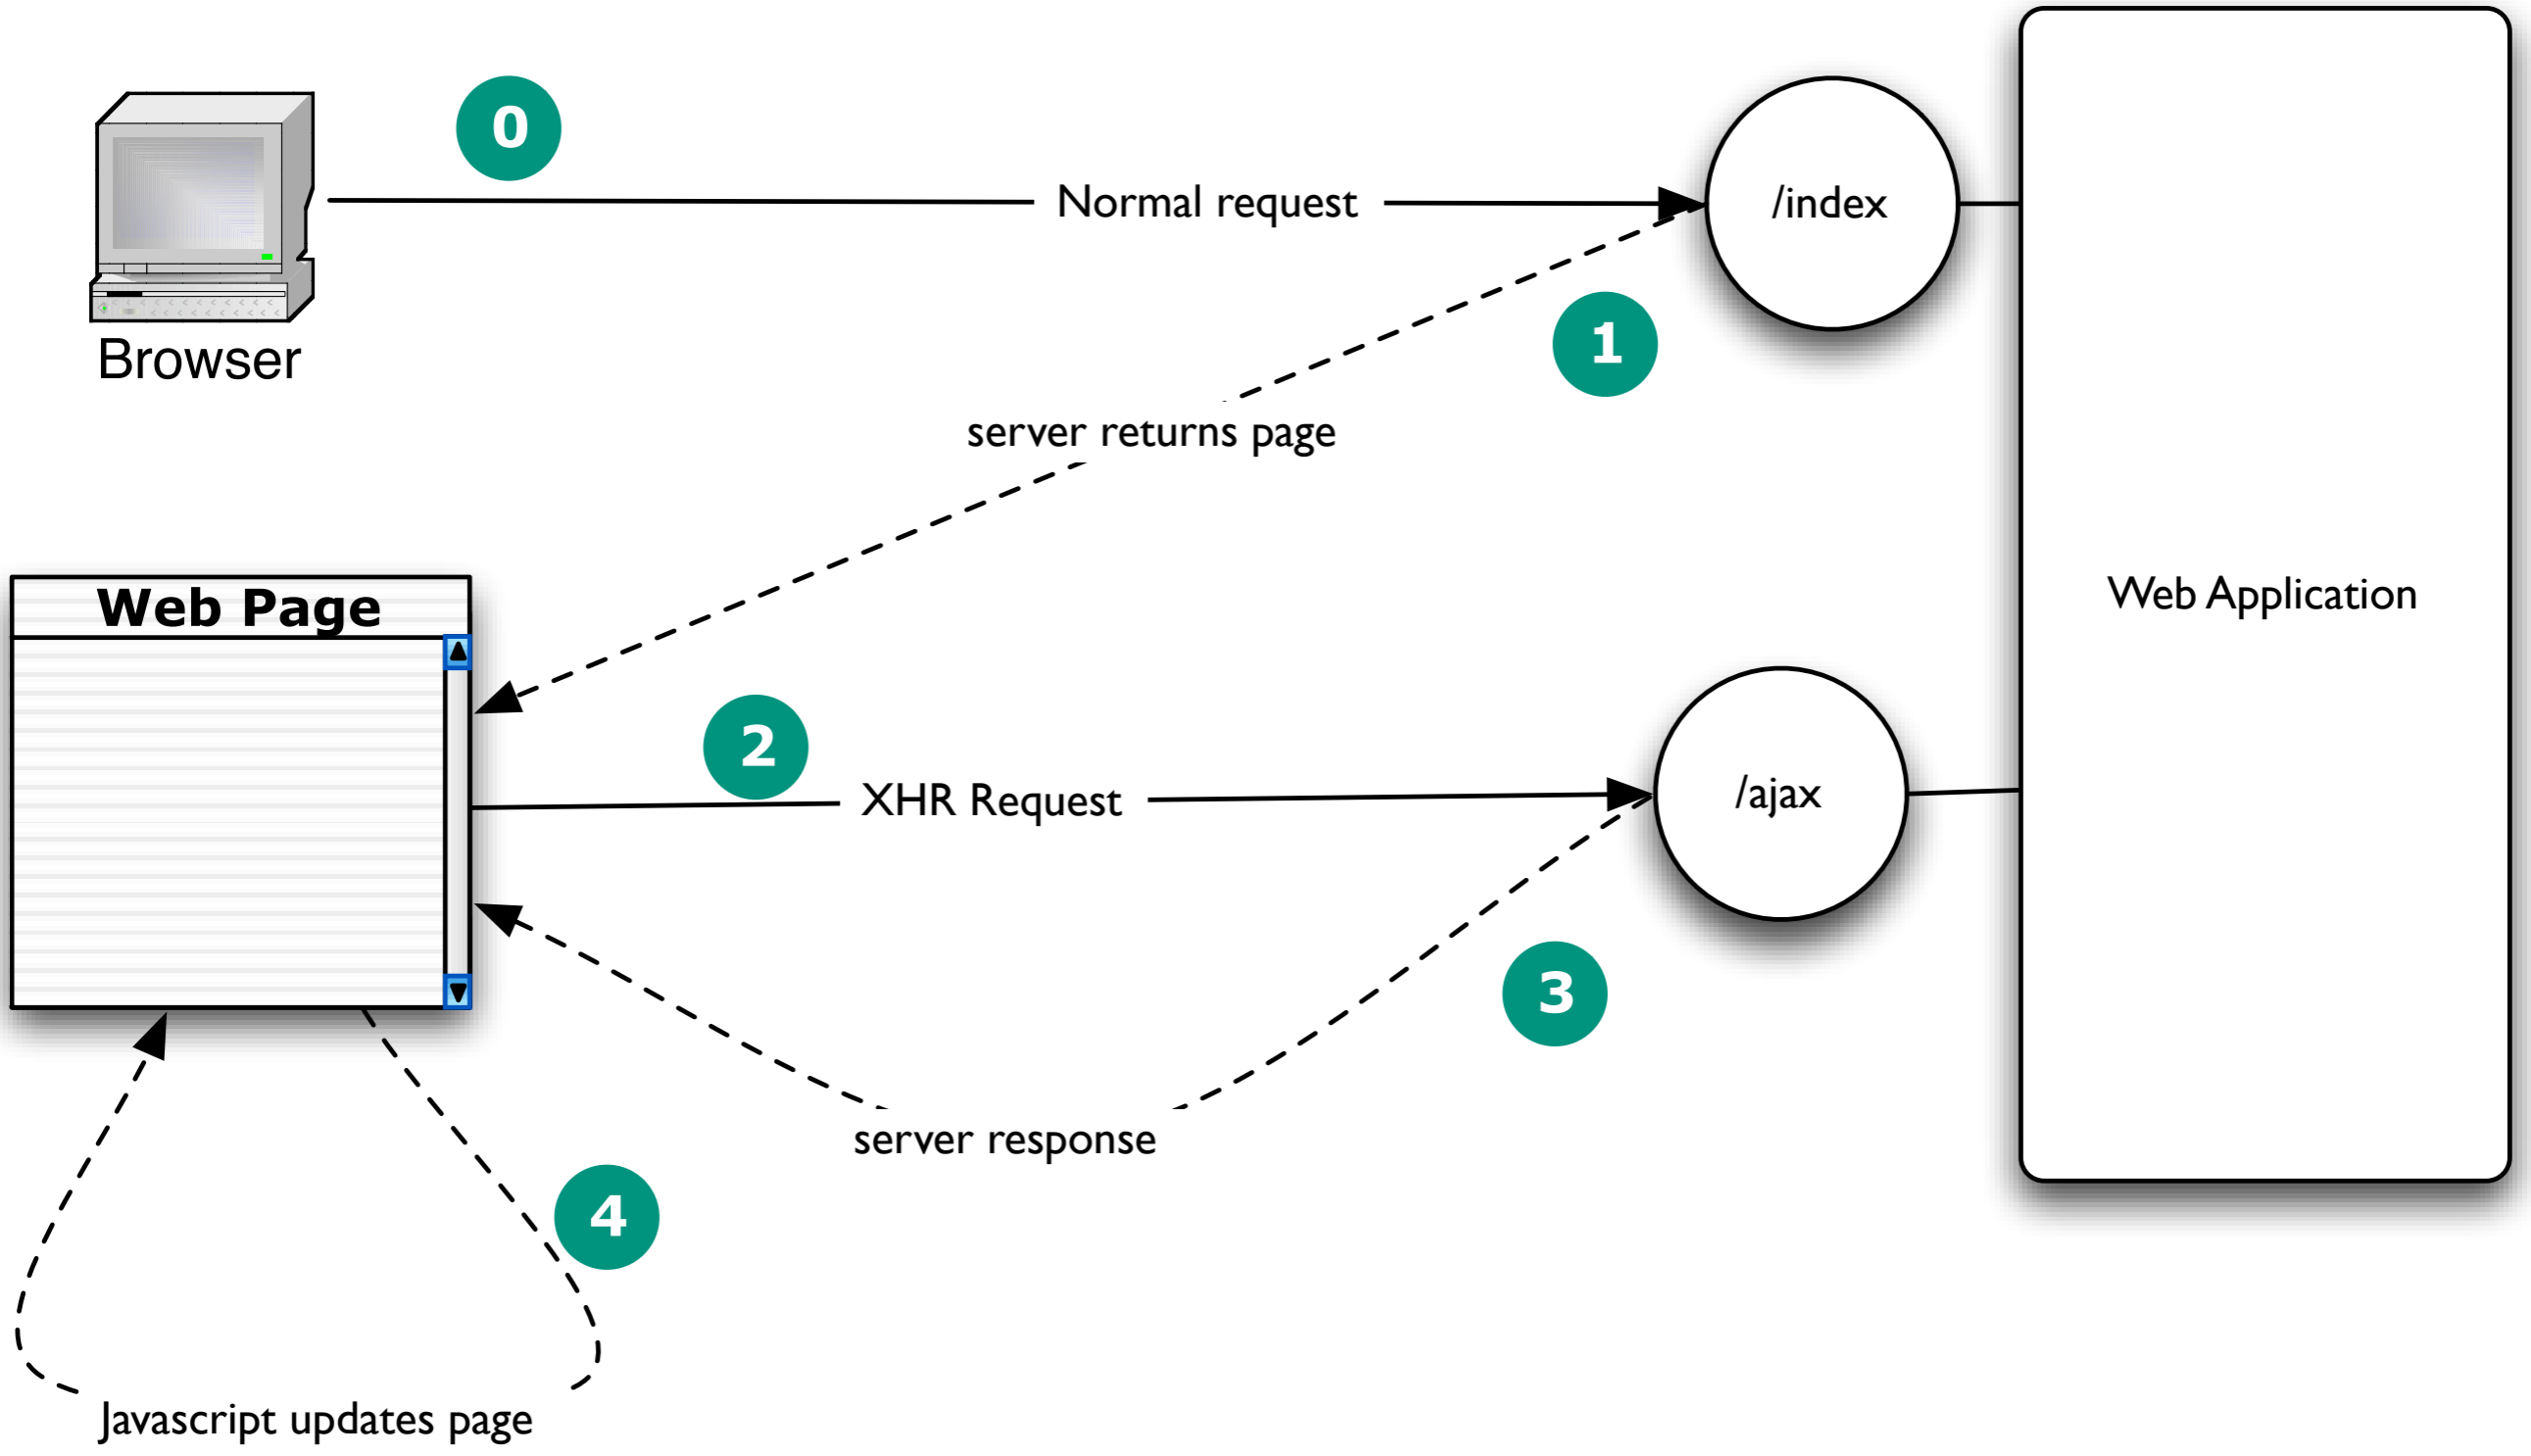 0
Normal request
/index
Browser
1
server returns page
Web Page
Web Application
2
XHR Request
/ajax
3
server response
4
Javascript updates page